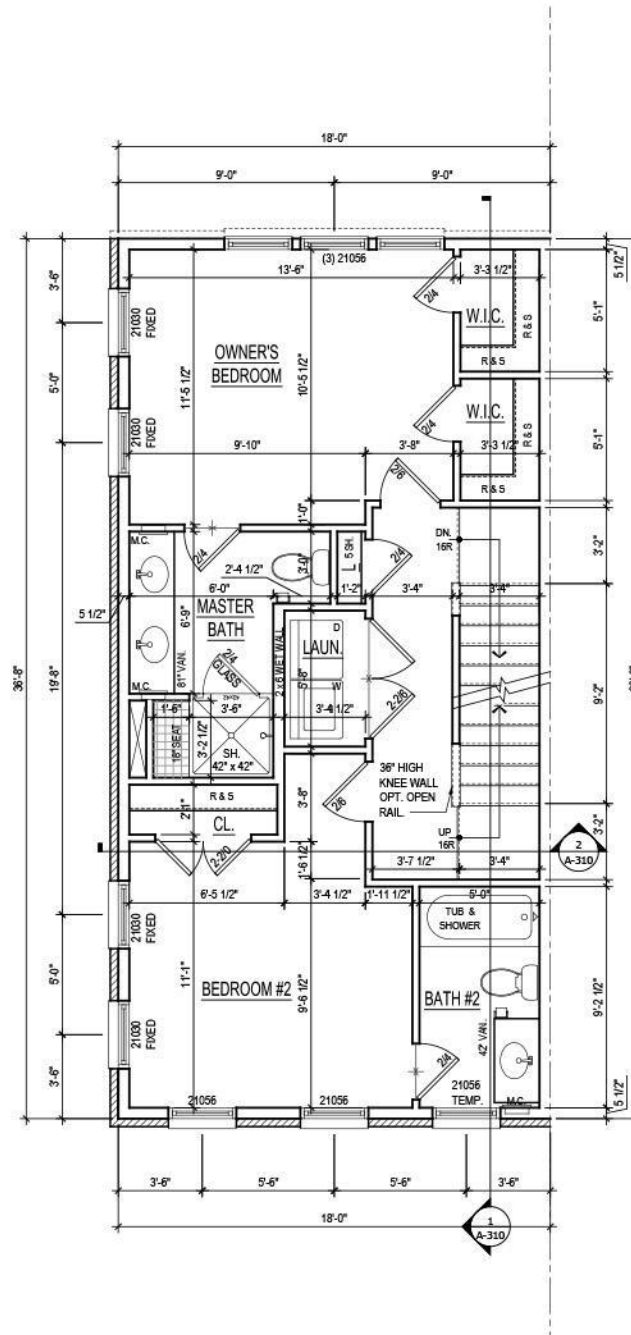 18'-0"
9'-0" 9'-0"
(3) 21056
13'-6" 3'-3 1/2"
5 1/2"
3'-6"
21030
FIXED
2/4
W.I.C.
R & S
R & S
5'-1"
OWNER'S
BEDROOM
11'-5 1/2"
10'-5 1/2"
5'-0"
21030
FIXED
2/4
W.I.C.
R & S
R & S
5'-1"
9'-10" 3'-8" 3'-3 1/2"
2/6
1'-0"
M.C.
2/4
3'-0"
5 SH.
2/4
DN.
16R
3'-2"
2'-4 1/2"
6'-0" 1'-2" 3'-4" 3'-4"
5 1/2"
MASTER
BATH
6'-9"
81" VAN.
M.C.
2/4
GLASS
2 x 6 WET WALL
LAUN.
D
W
5'-8"
2-2/6
36'-8"
19'-8"
9'-2"
1'-6" 3'-6" 3'-4 1/2"
18" SEAT
3'-2 1/2"
42x42
SH.
42" x 42"
36" HIGH
KNEE WALL
OPT. OPEN
RAIL
2/6
3'-8"
R & S
2'-1"
CL.
2-2/0
1'-6 1/2"
UP
16R
3'-2"
2
A-310
3'-7 1/2" 3'-4"
6'-5 1/2" 3'-4 1/2" 1'-11 1/2" 5'-0"
21030
FIXED
TUB &
SHOWER
5'-0"
11'-1"
BEDROOM #2
9'-6 1/2"
BATH #2
9'-2 1/2"
21030
FIXED
42" VAN.
3'-6"
2/4
21056 21056 21056
TEMP.
M.C.
5 1/2"
3'-6" 5'-6" 5'-6" 3'-6"
18'-0"
1
A-310